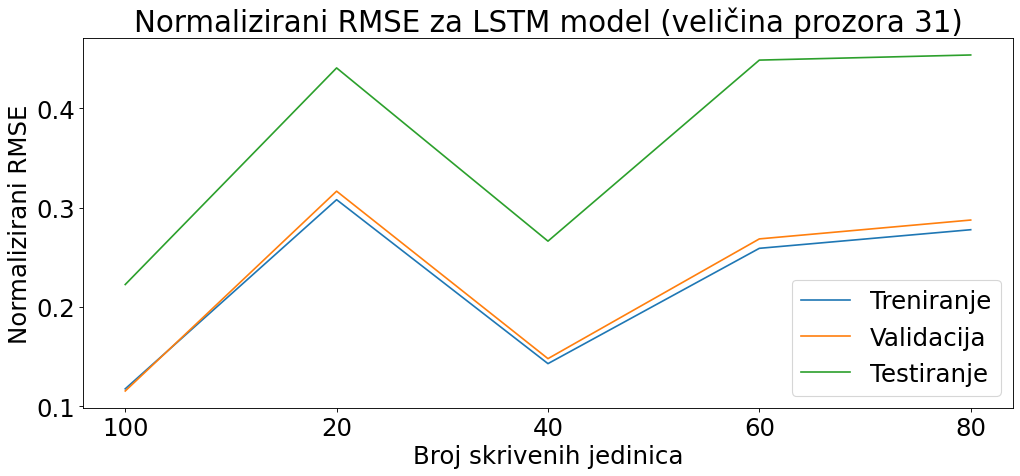 Normalizirani RMSE za LSTM model (veličina prozora 31)
Normalizirani RMSE
0.4
0.3
0.2
0.1
100 20 40 60 80
Broj skrivenih jedinica
Treniranje
Validacija
Testiranje